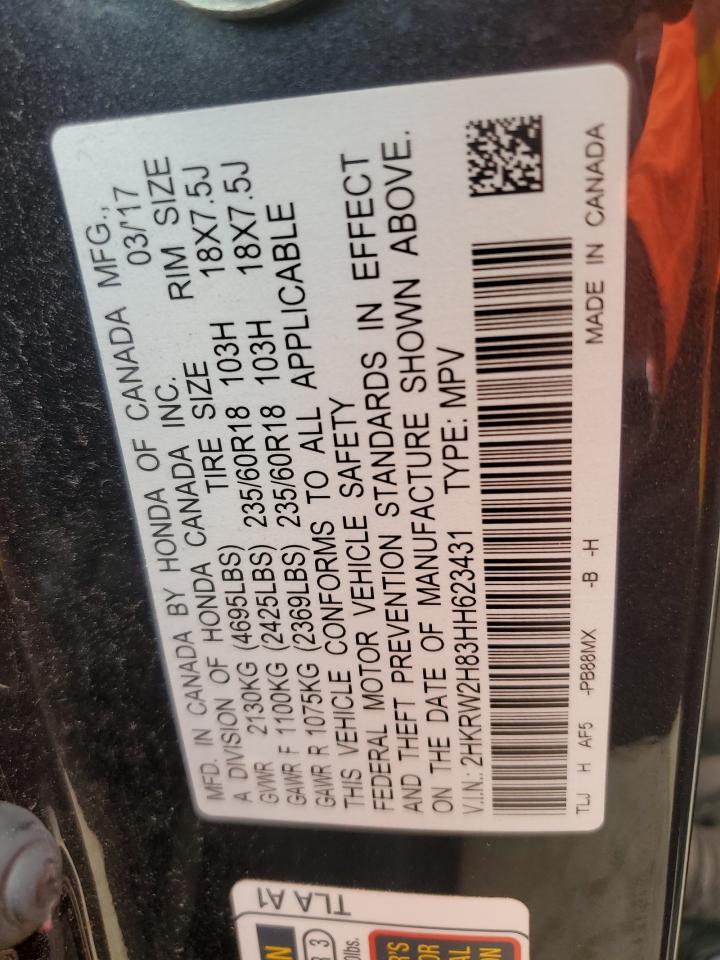 MFD. IN CANADA BY HONDA OF CANADA MFG.,
A DIVISION OF HONDA CANADA INC. 03/'17
GVWR 2130KG (4695LBS) TIRE SIZE RIM SIZE
GAWR F 1100KG (2425LBS) 235/60R18 103H 18X7.5J
GAWR R 1075KG (2369LBS) 235/60R18 103H 18X7.5J
THIS VEHICLE CONFORMS TO ALL APPLICABLE
FEDERAL MOTOR VEHICLE SAFETY
AND THEFT PREVENTION STANDARDS IN EFFECT
ON THE DATE OF MANUFACTURE SHOWN ABOVE.
V.I.N.: 2HKRW2H83HH623431 TYPE: MPV
TLJ H AF5 -PB88MX -B -H MADE IN CANADA
TLA A1